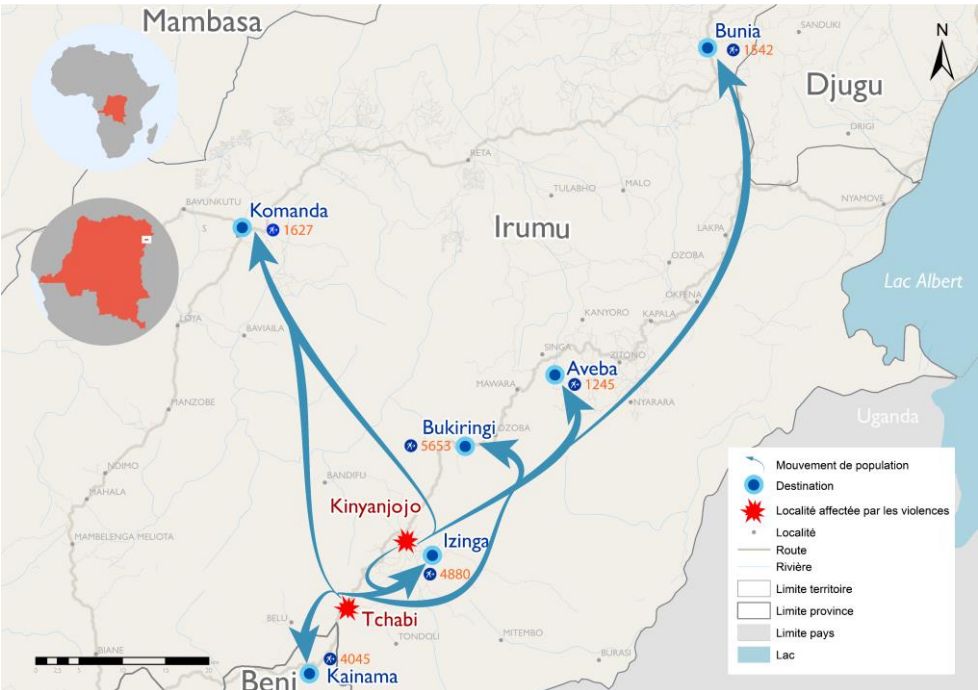 Mambasa
Bunia
1542
SANDUKI
N
Djugu
DRIGI
RETA
TULABHO
MALO
NYAMOVE
BAVUNKUTU
S
Komanda
1627
Irumu
LAKPA
OZOBA
Lac Albert
OKPENA
KANYORO
KAPALA
LOYA
BAVIAILA
SINGA
ZITONO
Aveba
1245
MAWARA
NYARARA
MANZOBE
Uganda
Bukiringi
OZOBA
5653
NDIMO
BANDIFU
MAHALA
Kinyanjojo
MAMBELENGA MELIOTA
Izinga
4880
BELU
Tchabi
TONDOLI
MITEMBO
BIANE
4045
BURASI
Beni
Kainama
Mouvement de population
Destination
Localité affectée par les violences
Localité
Route
Rivière
Limite territoire
Limite province
Limite pays
Lac